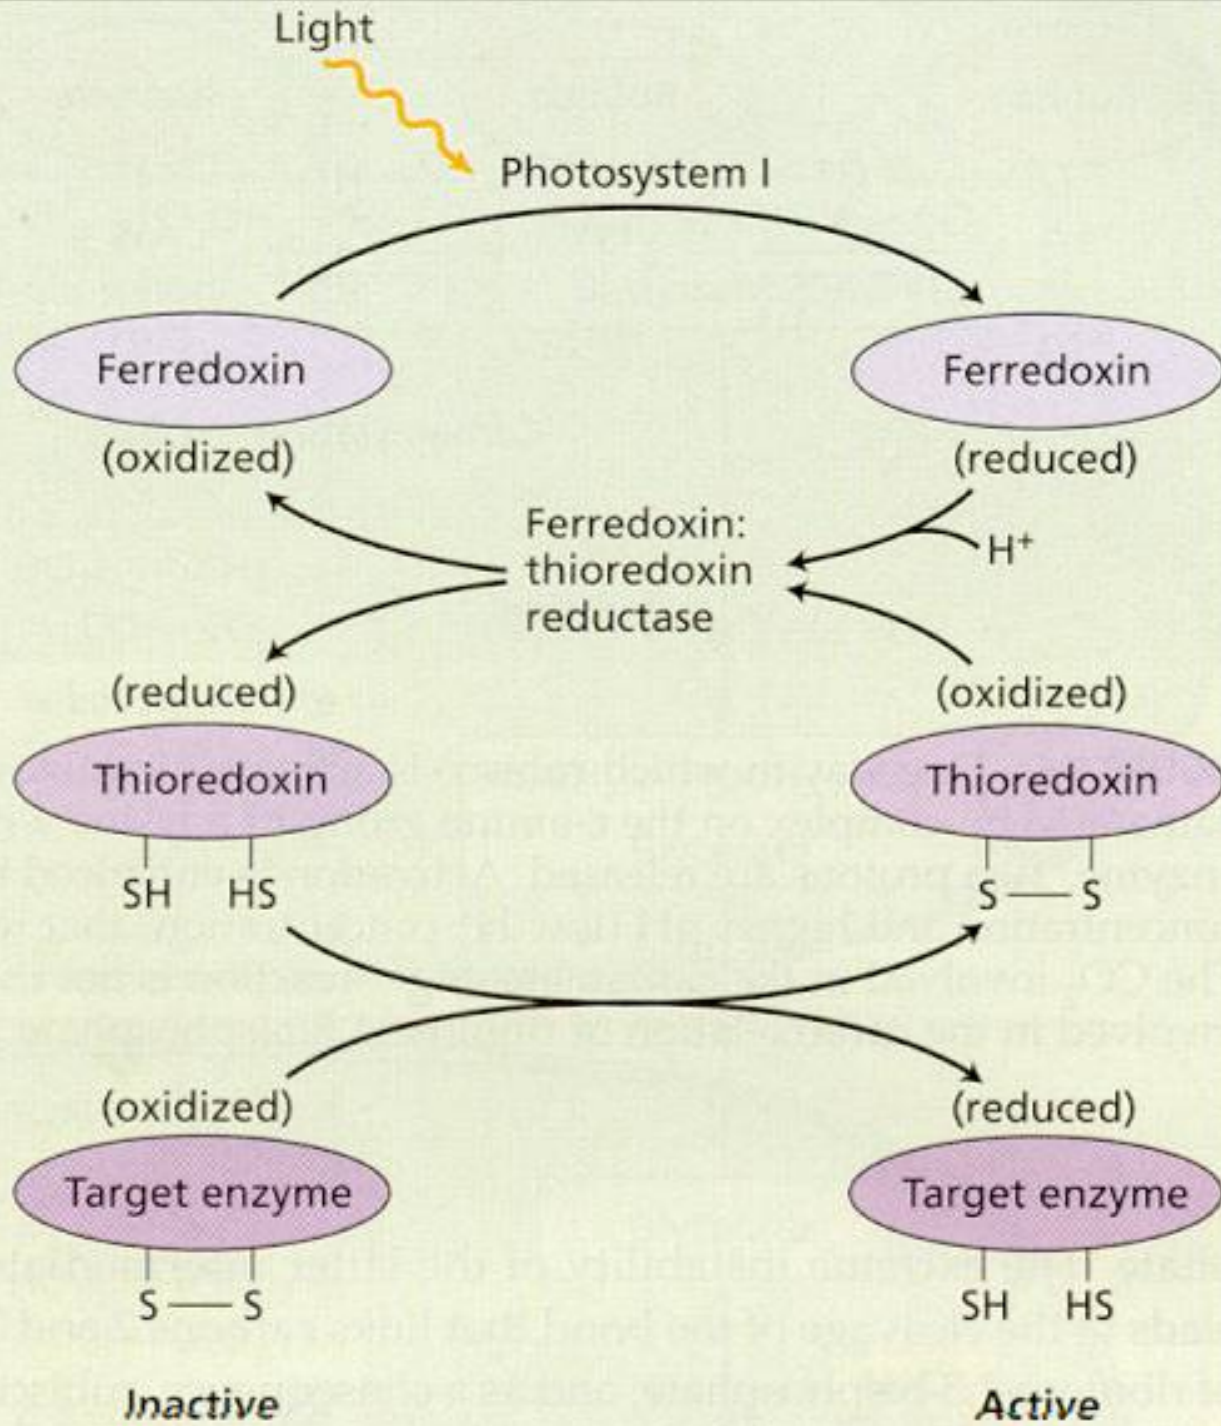 Light
Photosystem I
Ferredoxin
Ferredoxin
(oxidized)
(reduced)
Ferredoxin:
thioredoxin
reductase
H⁺
(reduced)
(oxidized)
Thioredoxin
Thioredoxin
SH HS
S — S
(oxidized)
(reduced)
Target enzyme
Target enzyme
S — S
SH HS
Inactive
Active